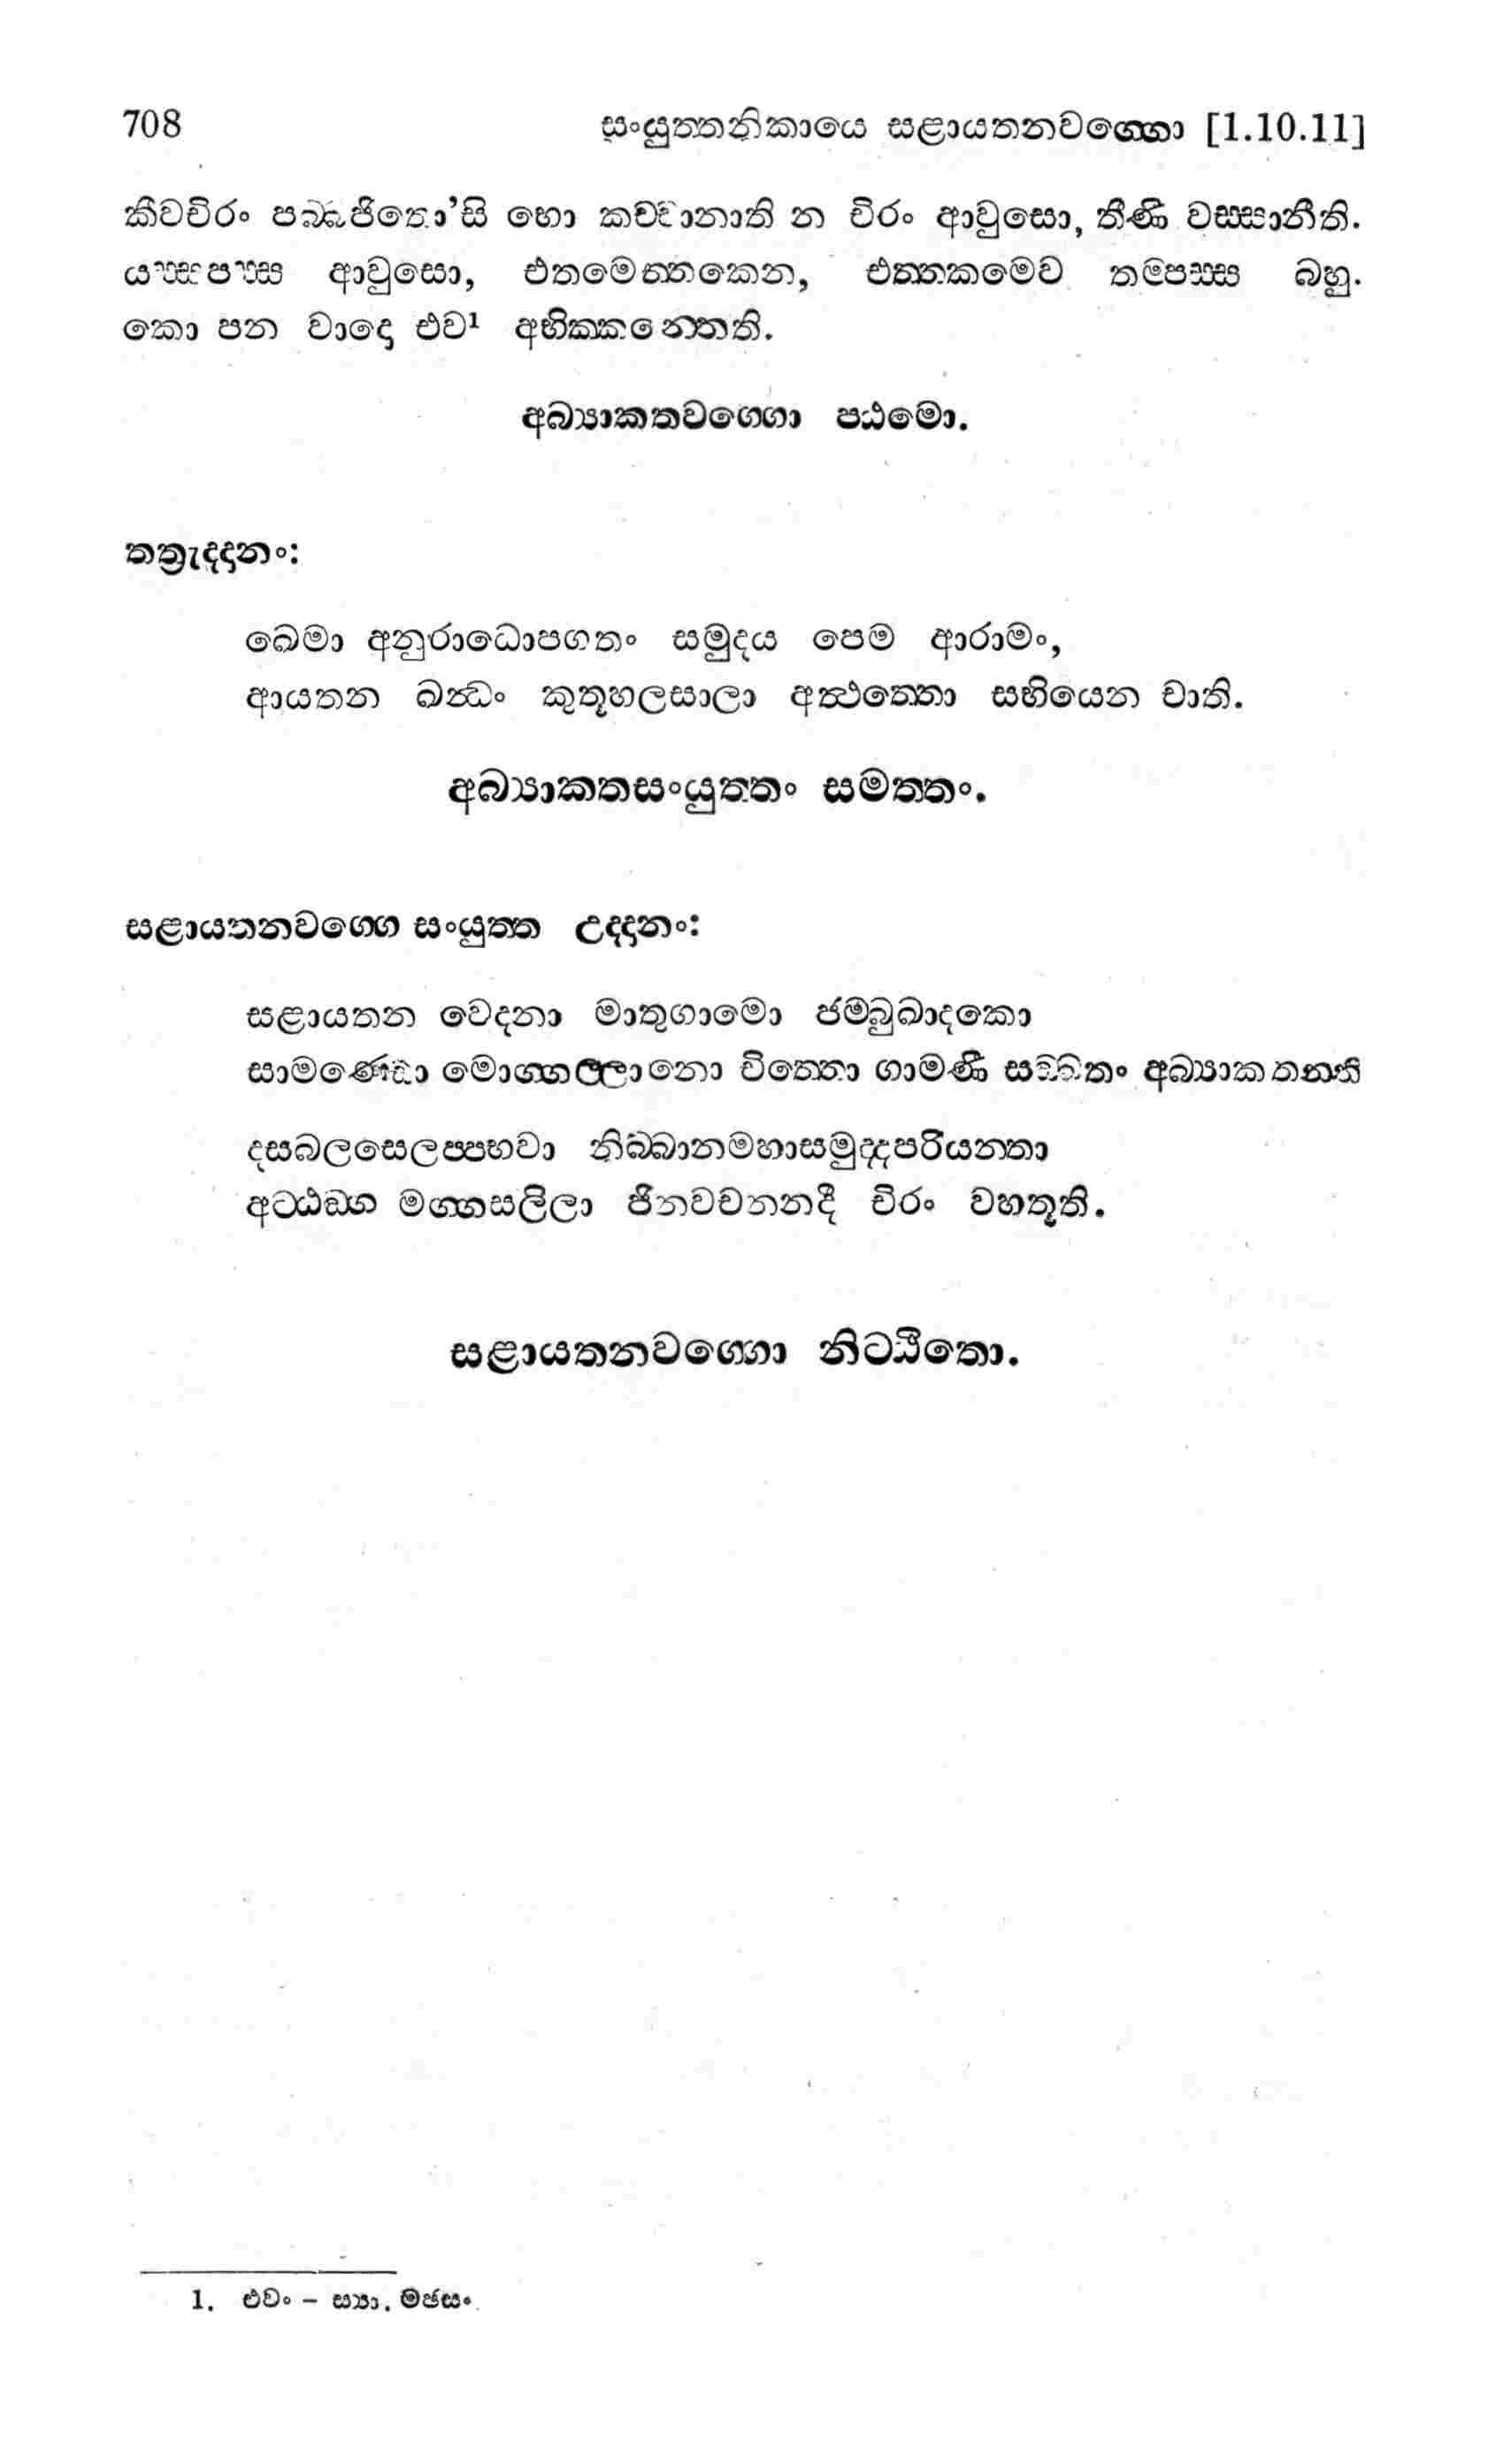 708 සංයුත්තනිකායෙ සළායතනවග්ගො [1.10.11]
කීවචිරං පබ්බජිතො’සි භො කච්චානාති න චිරං ආවුසො, තීණි වස්සානීති.
යස්සපස්ස ආවුසො, එතමෙත්තකෙන, එත්තකමෙව තම්පස්ස බහු.
කො පන වාදො එව¹ අභික්කන්තෙති.
අබ්‍යාකතවග්ගො පඨමො.
තත්‍රුද්දානං:
ඛෙමා අනුරාධොපගතං සමුදය පෙම ආරාමං,
ආයතන ඛන්ධං කුතූහලසාලා අත්ථත්තො සභියෙන චාති.
අබ්‍යාකතසංයුත්තං සමත්තං.
සළායතනවග්ගෙ සංයුත්ත උද්දානං:
සළායතන වෙදනා මාතුගාමො ජම්බුඛාදකො
සාමණ්ඩො මොග්ගල්ලානො චිත්තො ගාමණී සඞ්ඛතං අබ්‍යාකතන්ති
දසබලසෙලප්පභවා නිබ්බානමහාසමුද්දපරියන්තා
අට්ඨඞ්ග මග්ගසලිලා ජිනවචනනදී චිරං වහතූති.
සළායතනවග්ගො නිට්ඨිතො.
1. එවං – ස්‍යා. මජසං.